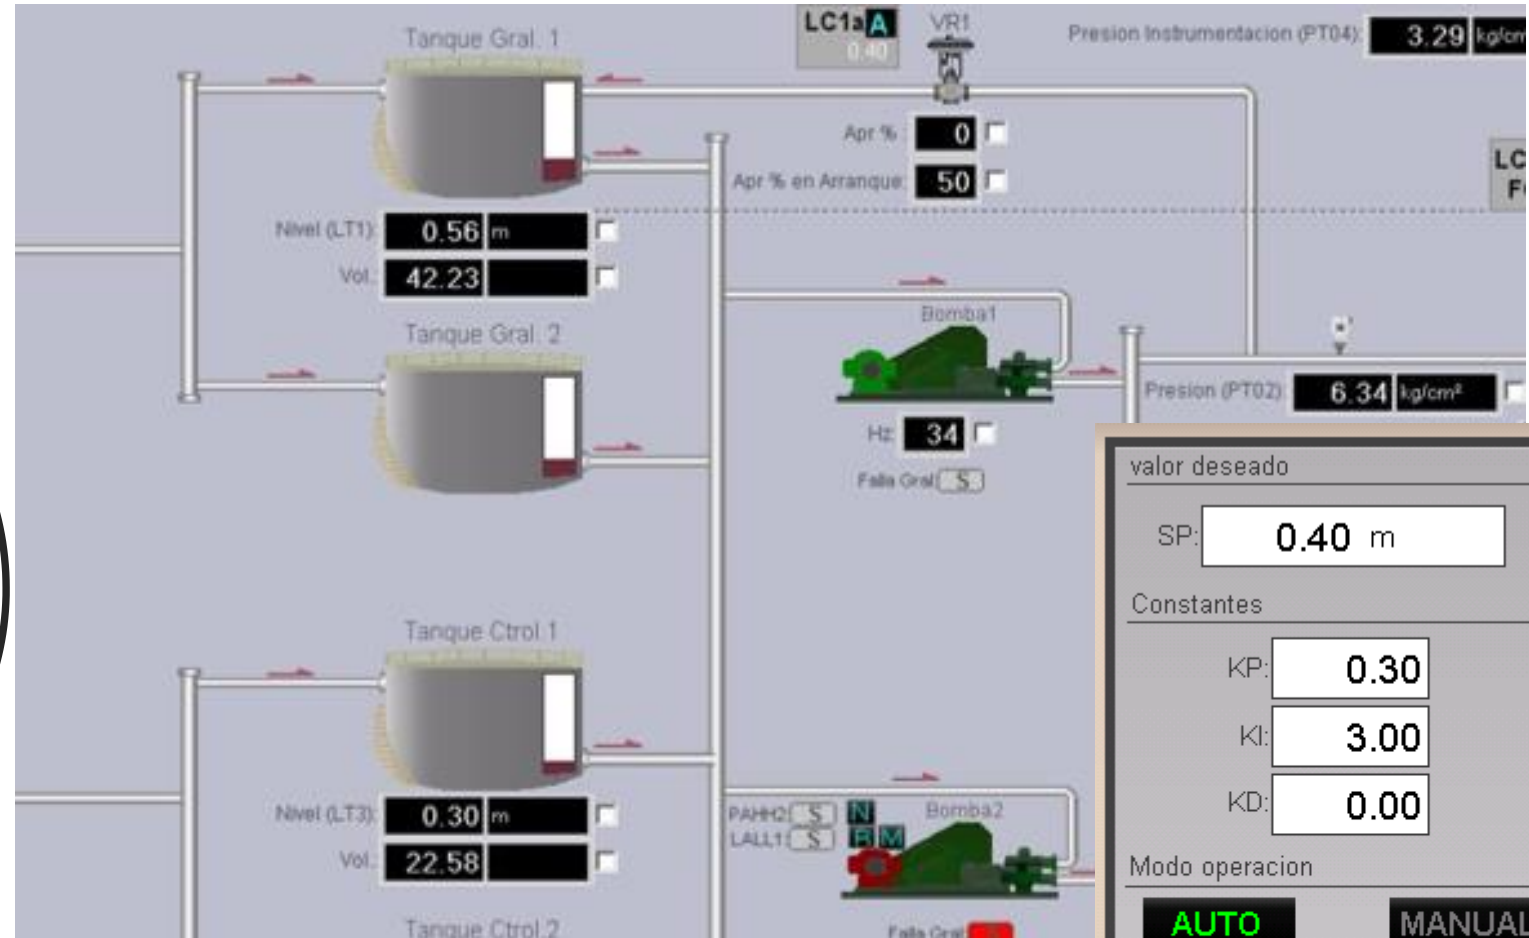 Tanque Gral. 1
LC1a A
0.40
VR1
Presion Instrumentacion (PT04): 3.29
Apr % 0
Apr % en Arranque: 50
LC
Nivel (LT1): 0.56 m
Vol.: 42.23
Tanque Gral. 2
Bomba1
Presion (PT02): 6.34 kg/cm²
Hz: 34
Falla Gral: S
valor deseado
SP: 0.40 m
Constantes
KP: 0.30
KI: 3.00
KD: 0.00
Modo operacion
AUTO MANUAL
Tanque Ctrol.1
Nivel (LT3): 0.30 m
Vol.: 22.58
PAHH2: S N
LALL1: S R M
Bomba2
Tanque Ctrol.2
Falla Gral